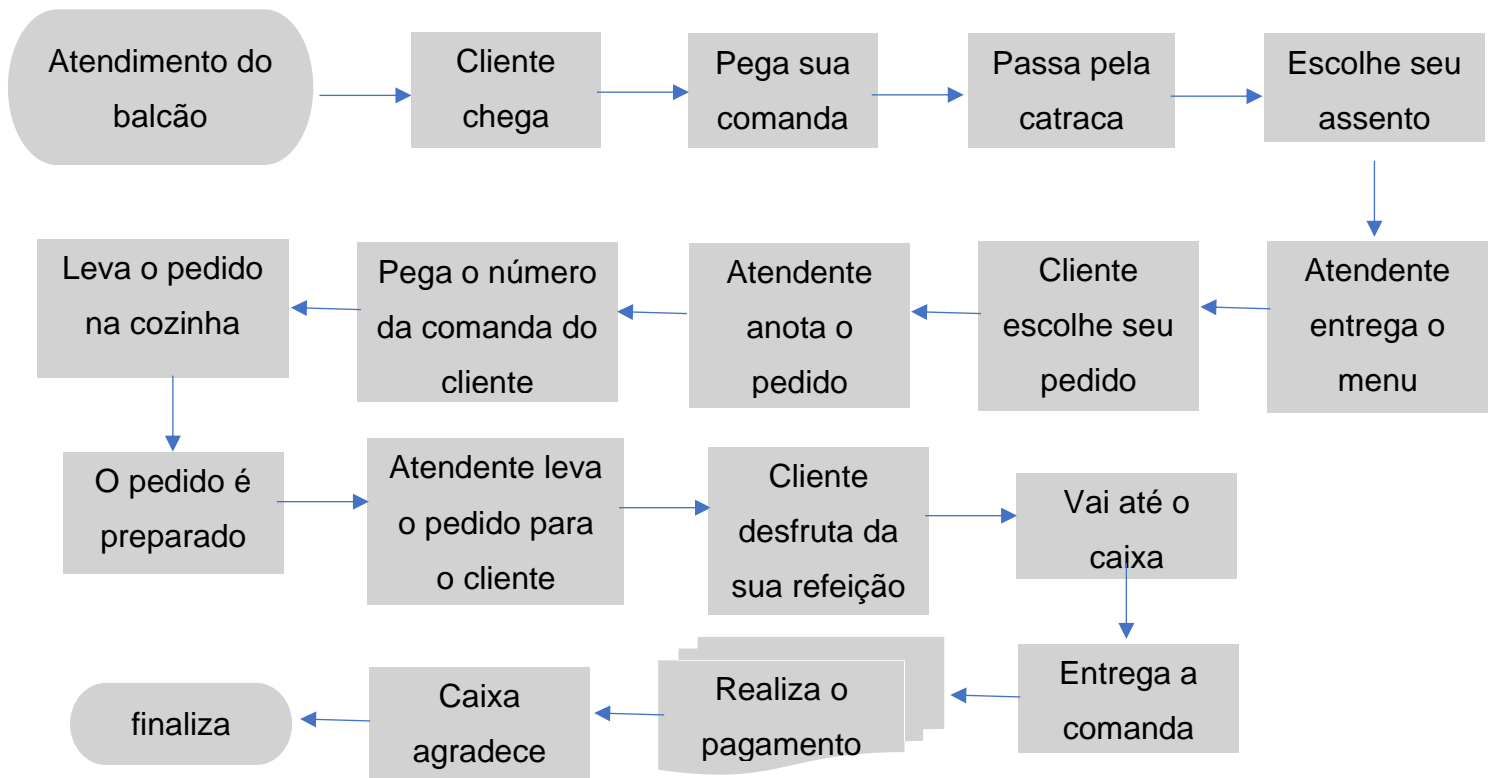 Atendimento do
balcão
Cliente
chega
Pega sua
comanda
Passa pela
catraca
Escolhe seu
assento
Atendente
entrega o
menu
Cliente
escolhe seu
pedido
Atendente
anota o
pedido
Pega o número
da comanda do
cliente
Leva o pedido
na cozinha
O pedido é
preparado
Atendente leva
o pedido para
o cliente
Cliente
desfruta da
sua refeição
Vai até o
caixa
Entrega a
comanda
Realiza o
pagamento
Caixa
agradece
finaliza